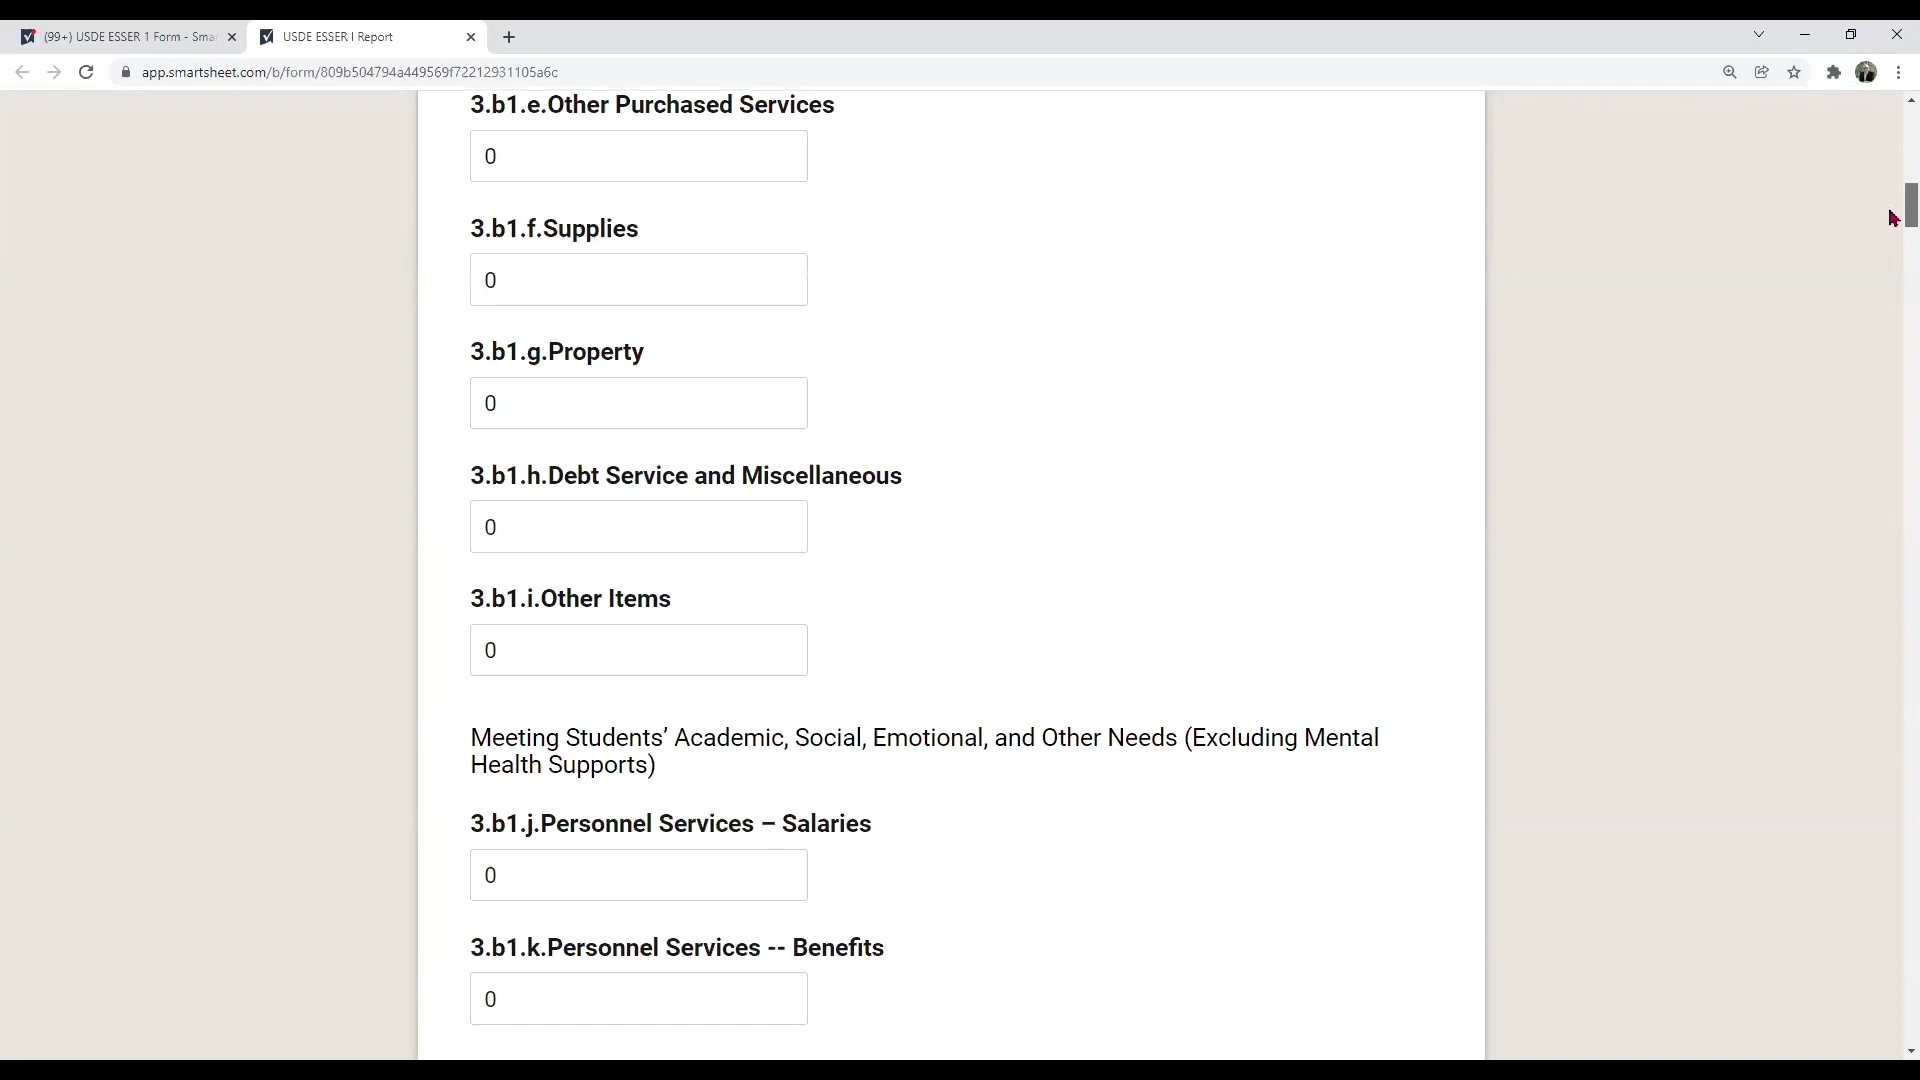 (99+) USDE ESSER 1 Form - Sma
USDE ESSER I Report
app.smartsheet.com/b/form/809b504794a449569f72212931105a6c
3.b1.e.Other Purchased Services
0
3.b1.f.Supplies
0
3.b1.g.Property
0
3.b1.h.Debt Service and Miscellaneous
0
3.b1.i.Other Items
0
Meeting Students’ Academic, Social, Emotional, and Other Needs (Excluding Mental
Health Supports)
3.b1.j.Personnel Services – Salaries
0
3.b1.k.Personnel Services -- Benefits
0